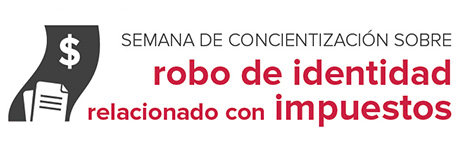 $
SEMANA DE CONCIENTIZACIÓN SOBRE
robo de identidad
relacionado con impuestos